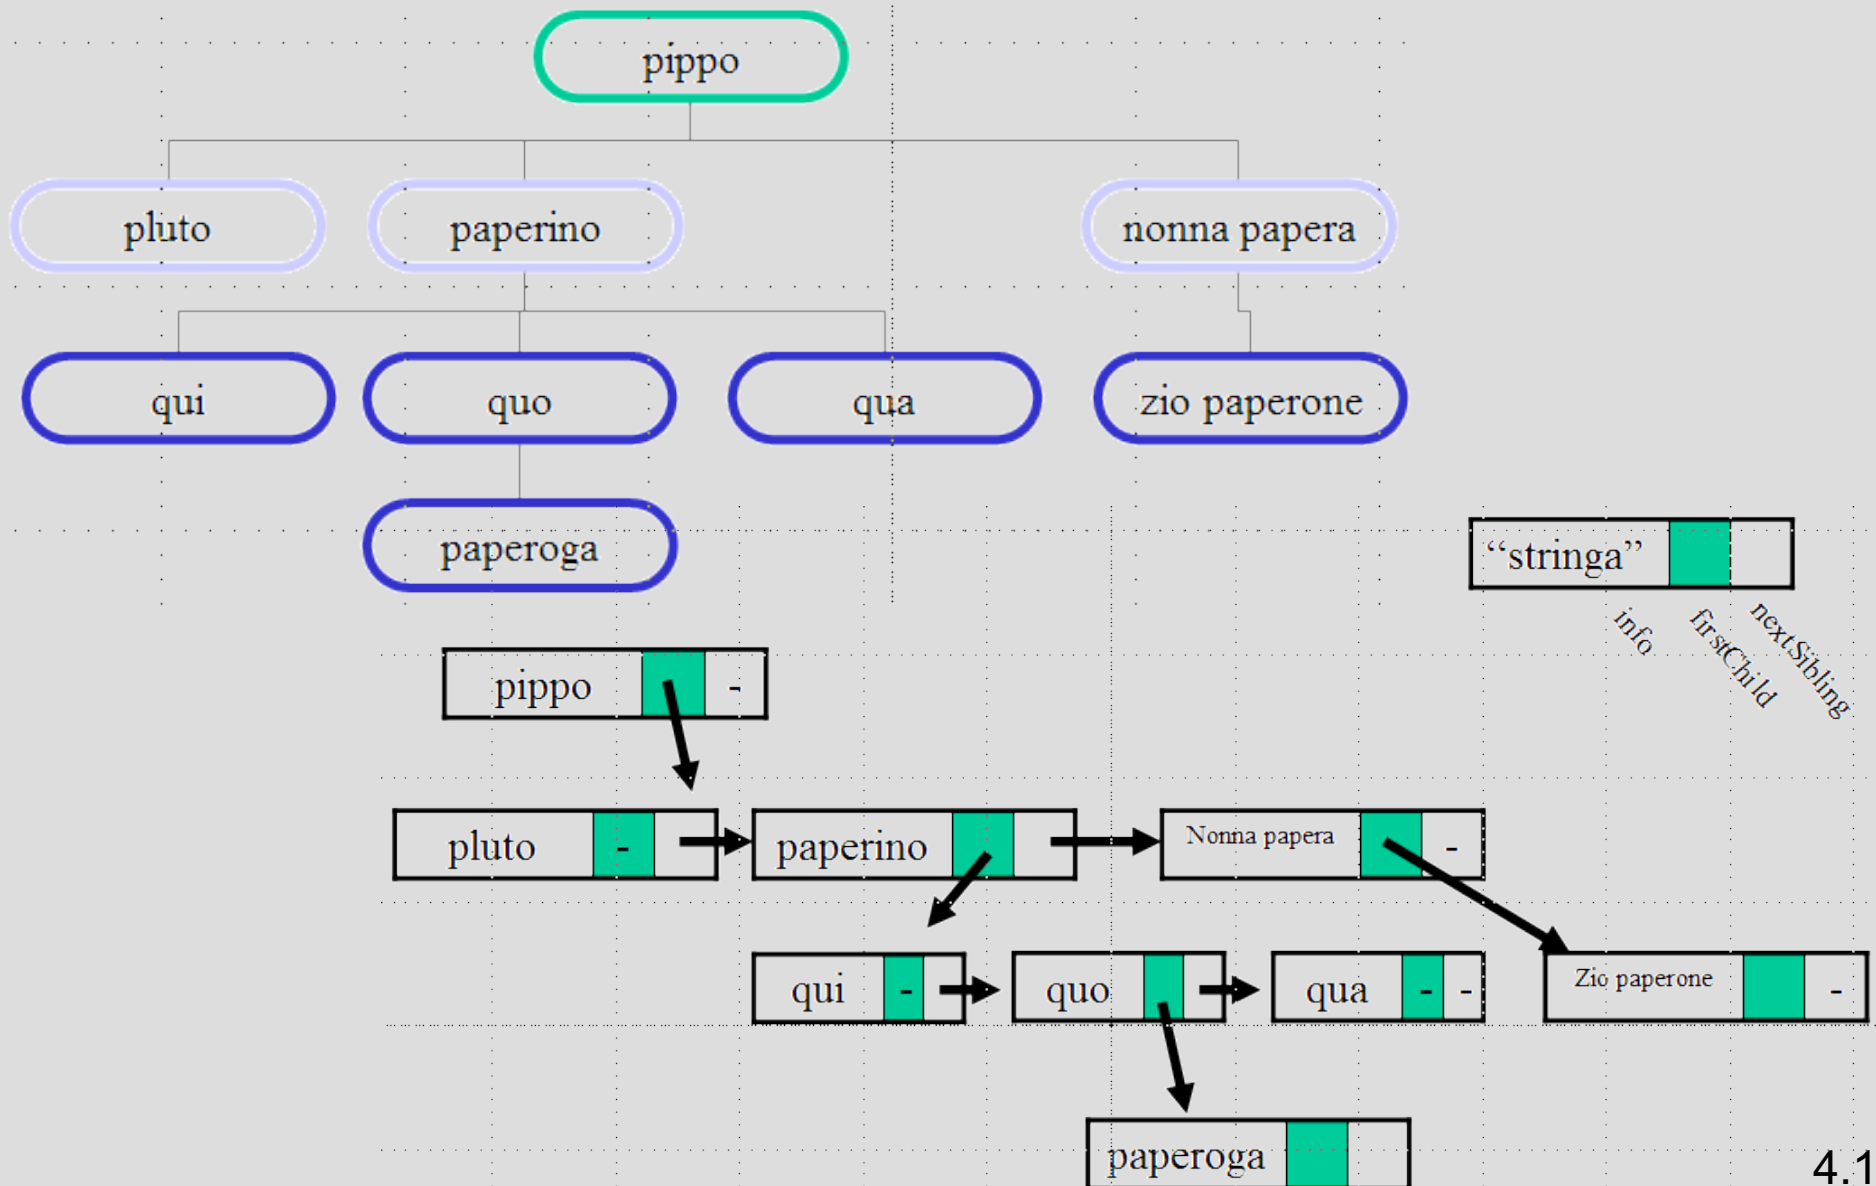 pippo
pluto
paperino
nonna papera
qui
quo
qua
zio paperone
paperoga
“stringa”
info
firstChild
nextSibling
pippo -
pluto -
paperino
Nonna papera -
qui -
quo
qua - -
Zio paperone -
paperoga
4.1